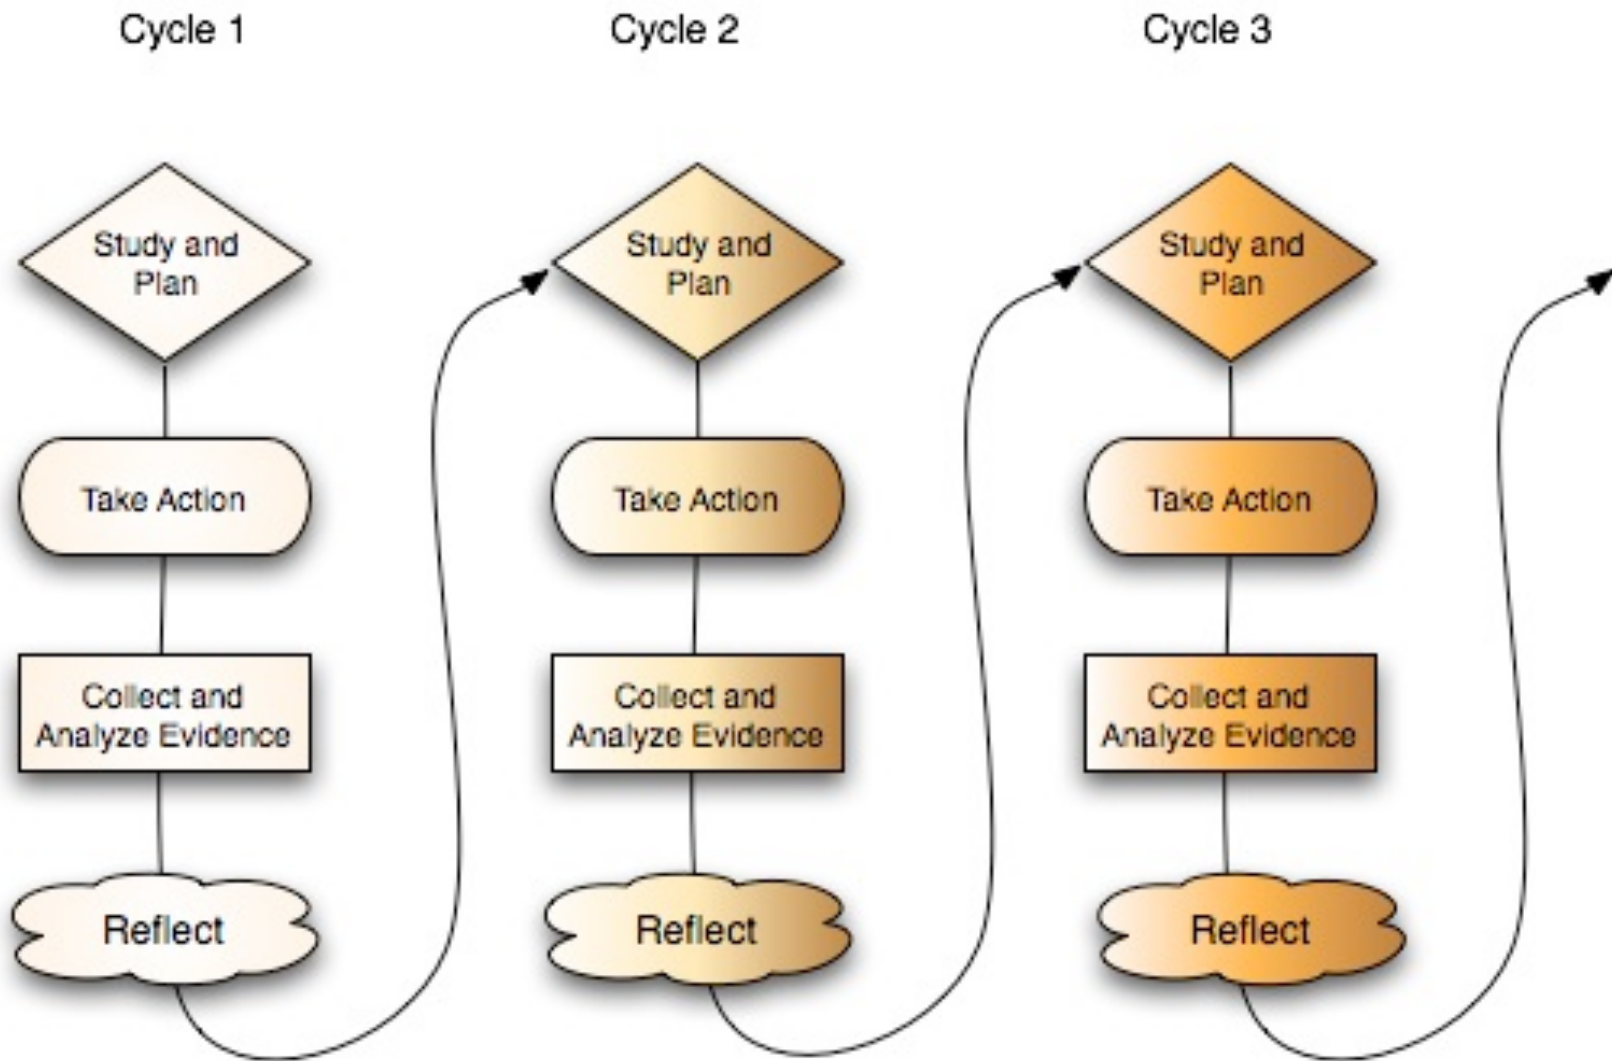 Cycle 1
Cycle 2
Cycle 3
Study and
Plan
Take Action
Collect and
Analyze Evidence
Reflect
Study and
Plan
Take Action
Collect and
Analyze Evidence
Reflect
Study and
Plan
Take Action
Collect and
Analyze Evidence
Reflect